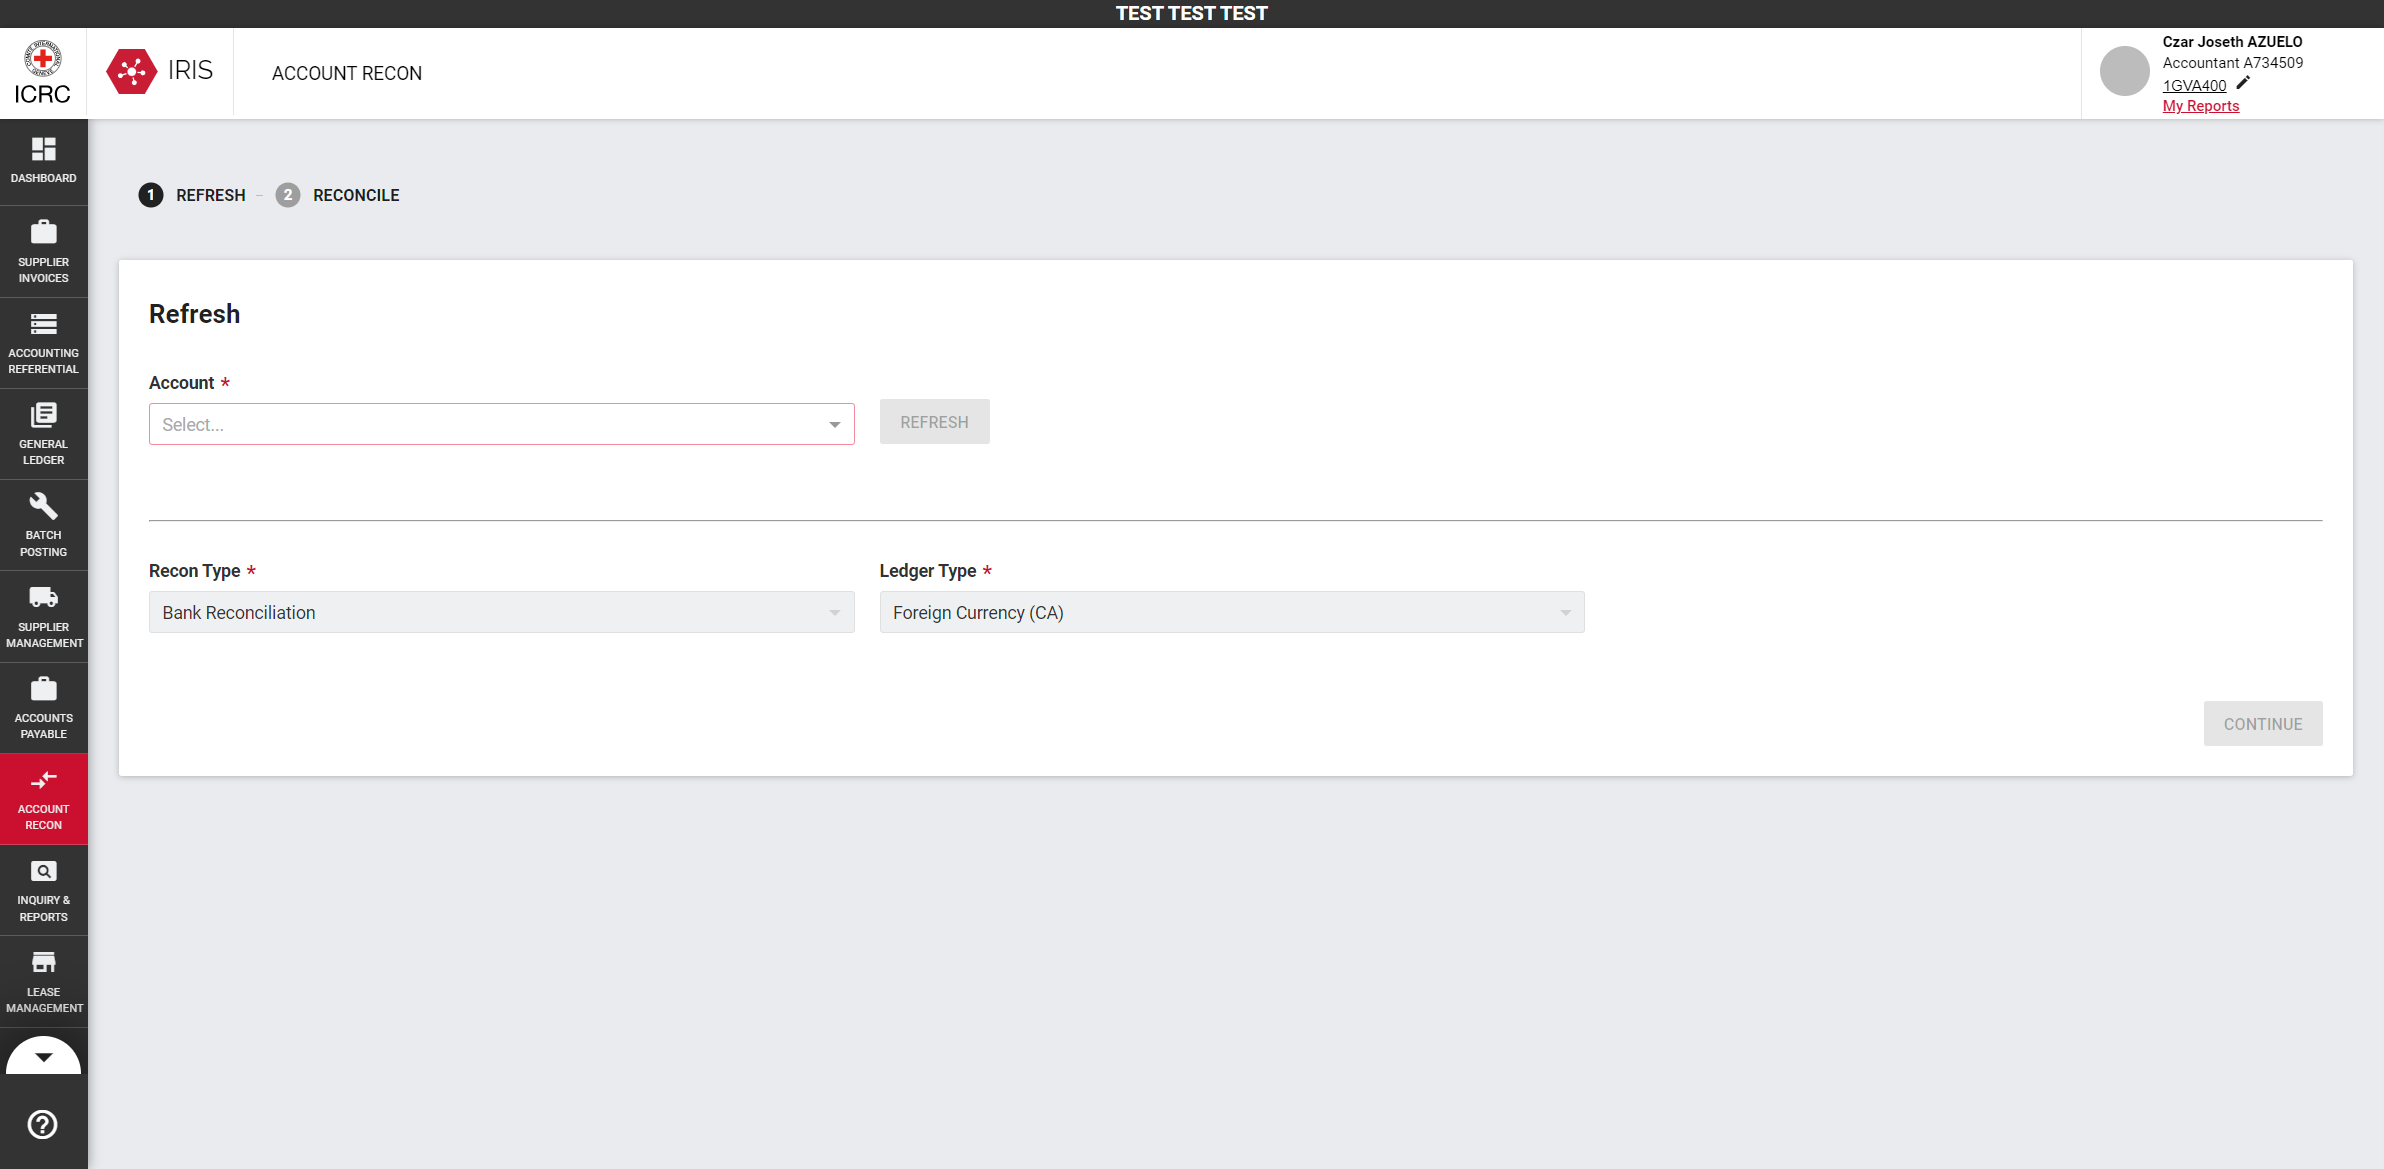 TEST TEST TEST
ICRC
IRIS
ACCOUNT RECON
Czar Joseth AZUELO
Accountant A734509
1GVA400
My Reports
DASHBOARD
SUPPLIER
INVOICES
ACCOUNTING
REFERENTIAL
GENERAL
LEDGER
BATCH
POSTING
SUPPLIER
MANAGEMENT
ACCOUNTS
PAYABLE
ACCOUNT
RECON
INQUIRY &
REPORTS
LEASE
MANAGEMENT
1 REFRESH – 2 RECONCILE
Refresh
Account *
Select...
REFRESH
Recon Type *
Ledger Type *
Bank Reconciliation
Foreign Currency (CA)
CONTINUE